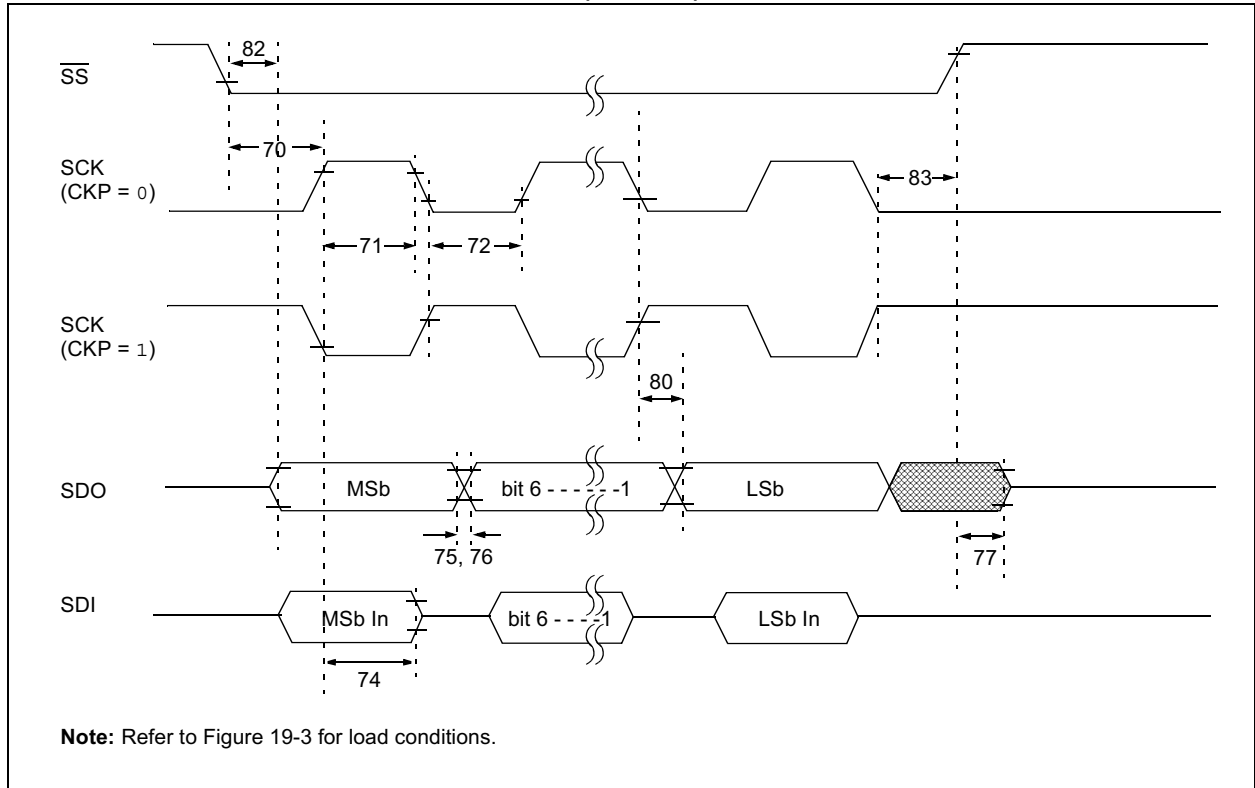 82
SS
70
SCK
(CKP = 0)
83
71
72
SCK
(CKP = 1)
80
SDO
MSb
bit 6 - - - - - -1
LSb
75, 76
77
SDI
MSb In
bit 6 - - - -1
LSb In
74
Note: Refer to Figure 19-3 for load conditions.